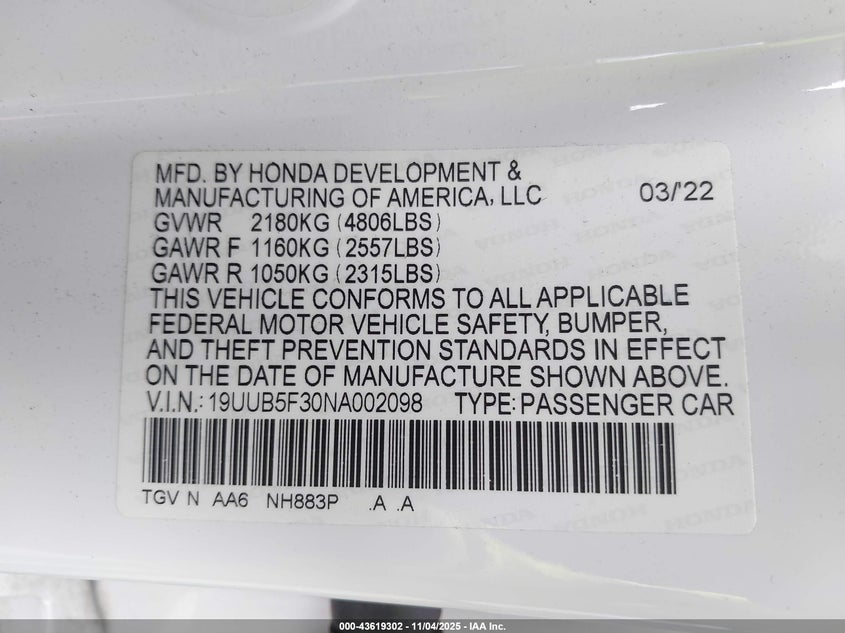 MFD. BY HONDA DEVELOPMENT &
MANUFACTURING OF AMERICA, LLC 03/'22
GVWR 2180KG (4806LBS)
GAWR F 1160KG (2557LBS)
GAWR R 1050KG (2315LBS)
THIS VEHICLE CONFORMS TO ALL APPLICABLE
FEDERAL MOTOR VEHICLE SAFETY, BUMPER,
AND THEFT PREVENTION STANDARDS IN EFFECT
ON THE DATE OF MANUFACTURE SHOWN ABOVE.
V.I.N.: 19UUB5F30NA002098 TYPE: PASSENGER CAR
TGV N AA6 NH883P .A .A
000-43619302 - 11/04/2025 - IAA Inc.